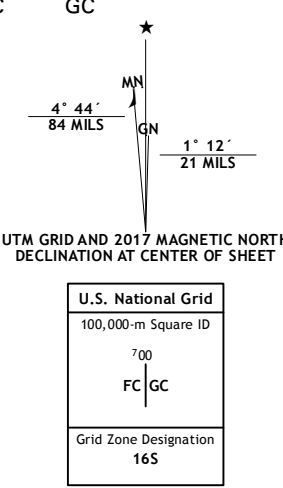 GC
MN
4° 44´
84 MILS
GN
1° 12´
21 MILS
UTM GRID AND 2017 MAGNETIC NORTH
DECLINATION AT CENTER OF SHEET
U.S. National Grid
100,000-m Square ID
700
FC GC
Grid Zone Designation
16S